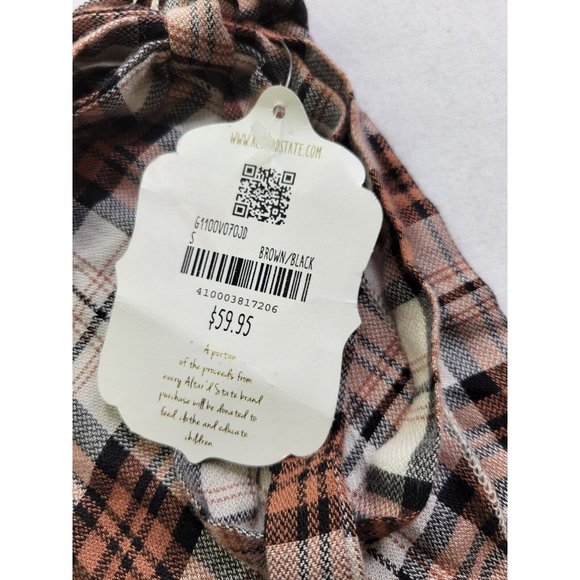 WWW.ALTARDSTATE.COM
G1100V070JD
S BROWN/BLACK
410003817206
$59.95
A portion
of the proceeds from
every Altar'd State brand
purchase will be donated to
feed, clothe and educate
children.